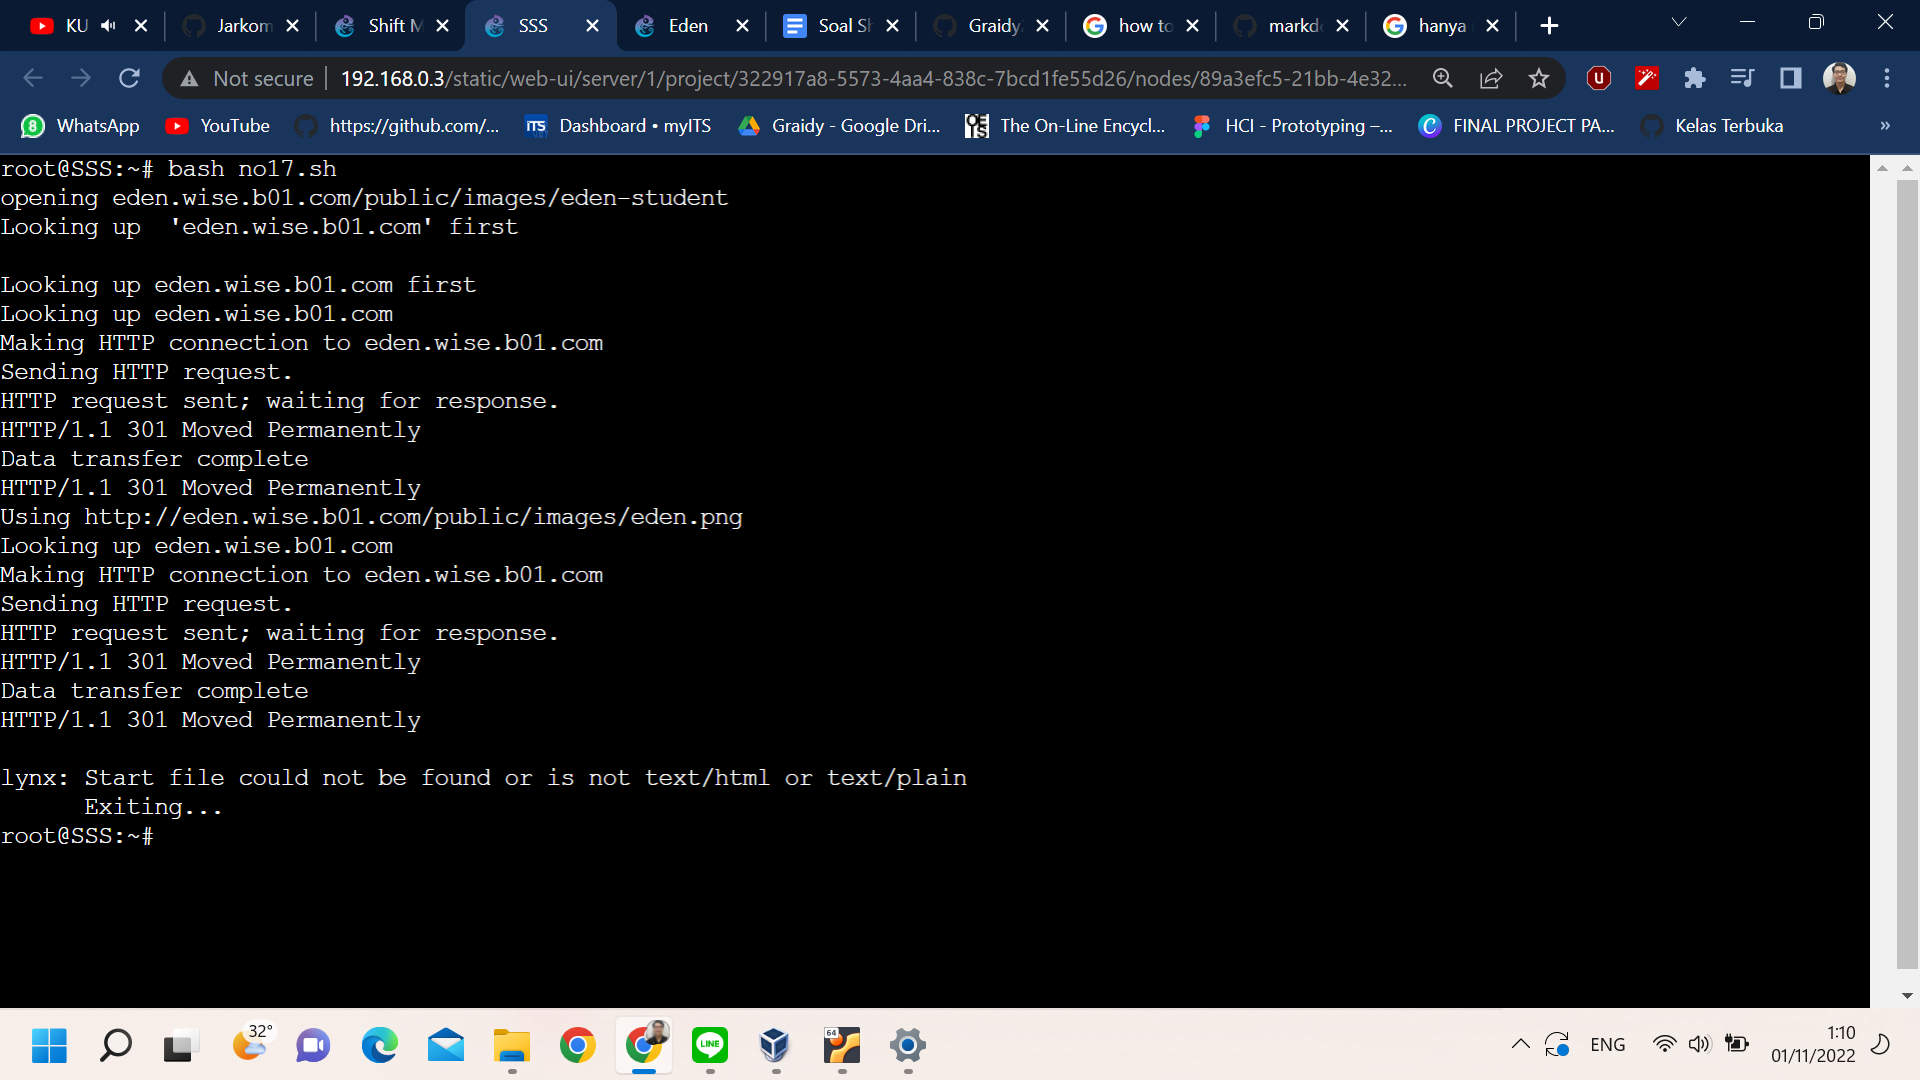 KU
Jarkom
Shift M
SSS
Eden
Soal Sh
Graidy
how to
markdo
hanya
Not secure
192.168.0.3/static/web-ui/server/1/project/322917a8-5573-4aa4-838c-7bcd1fe55d26/nodes/89a3efc5-21bb-4e32...
WhatsApp
YouTube
https://github.com/...
ITS
Dashboard • myITS
Graidy - Google Dri...
The On-Line Encycl...
HCI - Prototyping –...
FINAL PROJECT PA...
Kelas Terbuka
»
root@SSS:~# bash no17.sh
opening eden.wise.b01.com/public/images/eden-student
Looking up  'eden.wise.b01.com' first
Looking up eden.wise.b01.com first
Looking up eden.wise.b01.com
Making HTTP connection to eden.wise.b01.com
Sending HTTP request.
HTTP request sent; waiting for response.
HTTP/1.1 301 Moved Permanently
Data transfer complete
HTTP/1.1 301 Moved Permanently
Using http://eden.wise.b01.com/public/images/eden.png
Looking up eden.wise.b01.com
Making HTTP connection to eden.wise.b01.com
Sending HTTP request.
HTTP request sent; waiting for response.
HTTP/1.1 301 Moved Permanently
Data transfer complete
HTTP/1.1 301 Moved Permanently
lynx: Start file could not be found or is not text/html or text/plain
Exiting...
root@SSS:~#
32°
LINE
64
ENG
1:10
01/11/2022